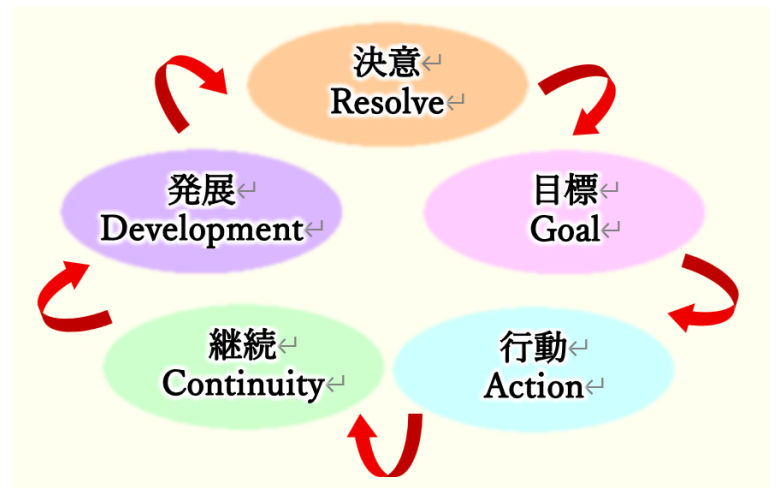 決意
Resolve
目標
Goal
行動
Action
継続
Continuity
発展
Development